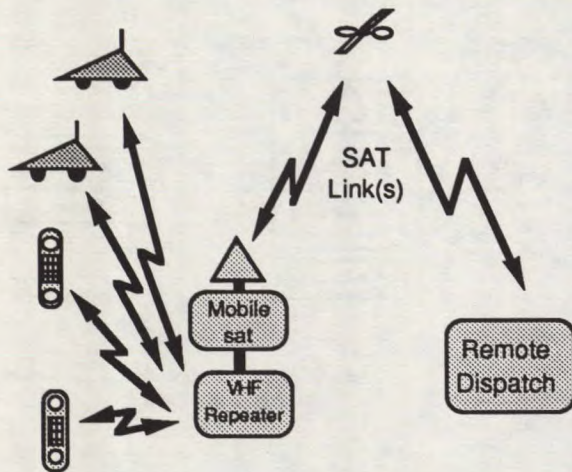 SAT
Link(s)
Mobile
sat
VHF
Repeater
Remote
Dispatch